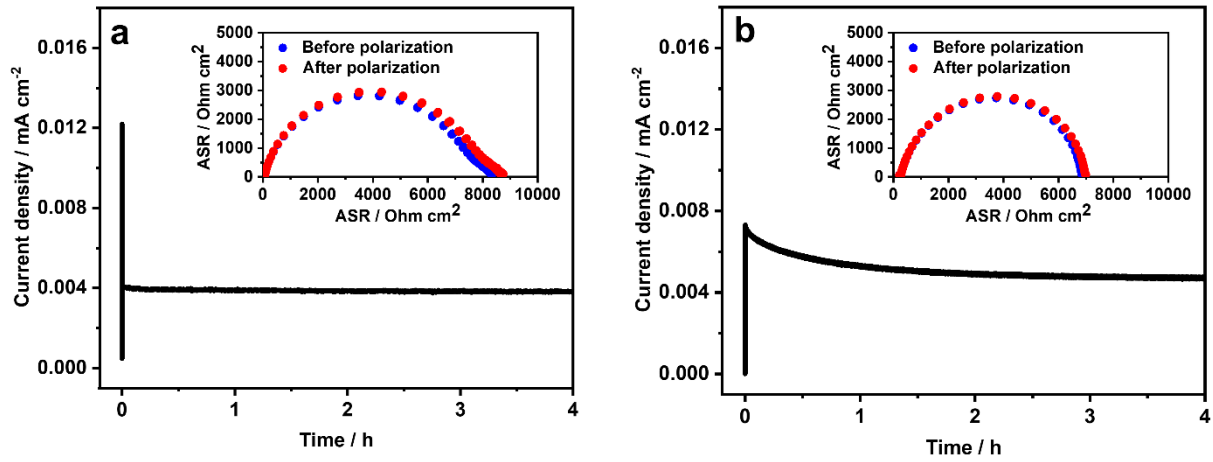 a
5000
4000
3000
2000
1000
0
ASR / Ohm cm2
Before polarization
After polarization
0 2000 4000 6000 8000 10000
ASR / Ohm cm2
0.016
0.012
0.008
0.004
0.000
Current density / mA cm-2
0 1 2 3 4
Time / h
b
5000
4000
3000
2000
1000
0
ASR / Ohm cm2
Before polarization
After polarization
0 2000 4000 6000 8000 10000
ASR / Ohm cm2
0.016
0.012
0.008
0.004
0.000
Current density / mA cm-2
0 1 2 3 4
Time / h